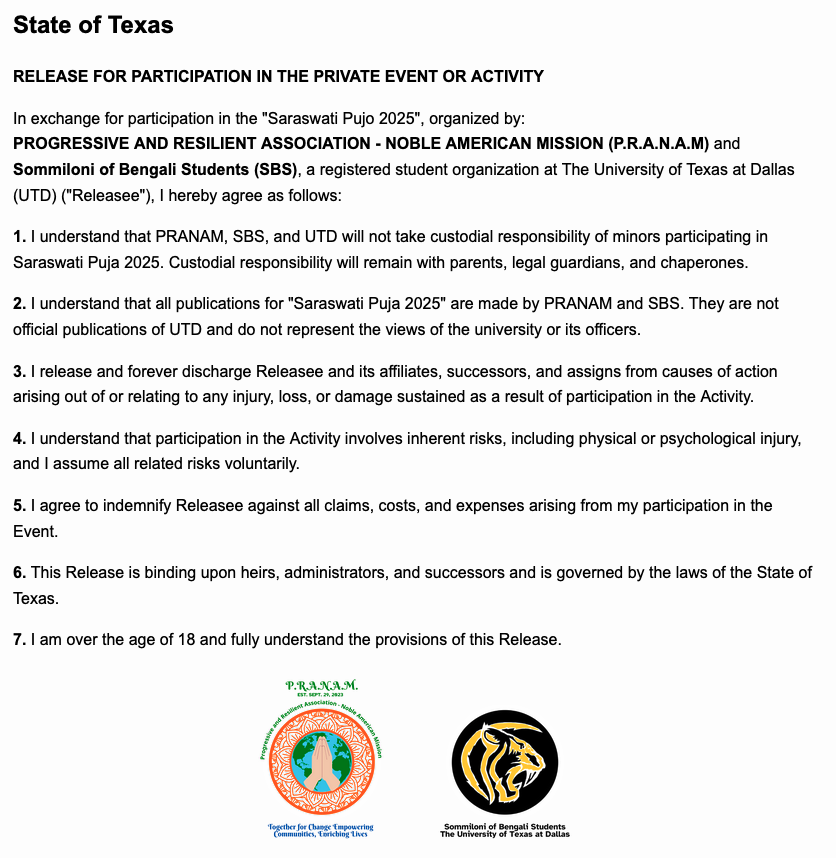 State of Texas
RELEASE FOR PARTICIPATION IN THE PRIVATE EVENT OR ACTIVITY
In exchange for participation in the "Saraswati Pujo 2025", organized by:
PROGRESSIVE AND RESILIENT ASSOCIATION - NOBLE AMERICAN MISSION (P.R.A.N.A.M) and
Sommiloni of Bengali Students (SBS), a registered student organization at The University of Texas at Dallas
(UTD) ("Releasee"), I hereby agree as follows:
1. I understand that PRANAM, SBS, and UTD will not take custodial responsibility of minors participating in
Saraswati Puja 2025. Custodial responsibility will remain with parents, legal guardians, and chaperones.
2. I understand that all publications for "Saraswati Puja 2025" are made by PRANAM and SBS. They are not
official publications of UTD and do not represent the views of the university or its officers.
3. I release and forever discharge Releasee and its affiliates, successors, and assigns from causes of action
arising out of or relating to any injury, loss, or damage sustained as a result of participation in the Activity.
4. I understand that participation in the Activity involves inherent risks, including physical or psychological injury,
and I assume all related risks voluntarily.
5. I agree to indemnify Releasee against all claims, costs, and expenses arising from my participation in the
Event.
6. This Release is binding upon heirs, administrators, and successors and is governed by the laws of the State of
Texas.
7. I am over the age of 18 and fully understand the provisions of this Release.
P.R.A.N.A.M.
EST. SEPT. 29, 2023
Progressive and Resilient Association - Noble American Mission
Together for Change Empowering
Communities, Enriching Lives
Sommiloni of Bengali Students
The University of Texas at Dallas